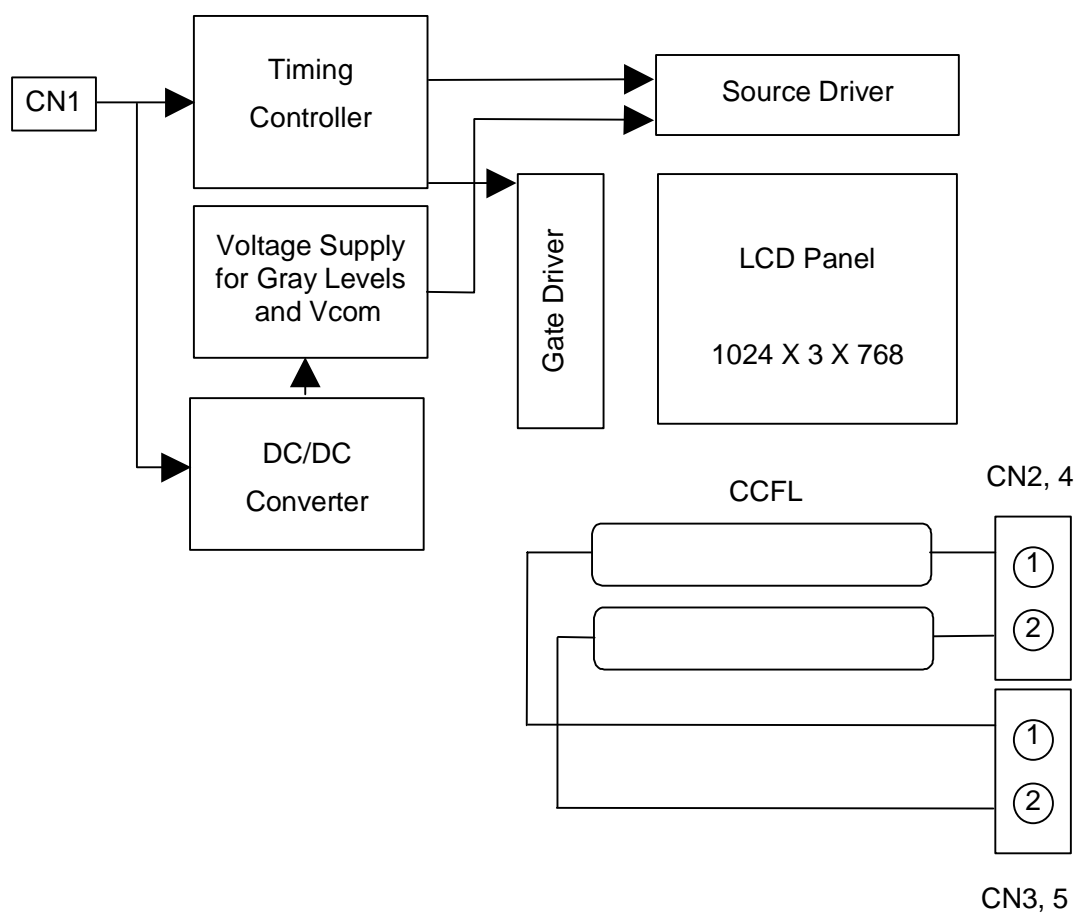 CN1
Timing
Controller
Source Driver
Voltage Supply
for Gray Levels
and Vcom
Gate Driver
LCD Panel
1024 X 3 X 768
DC/DC
Converter
CCFL
CN2, 4
1
2
1
2
CN3, 5